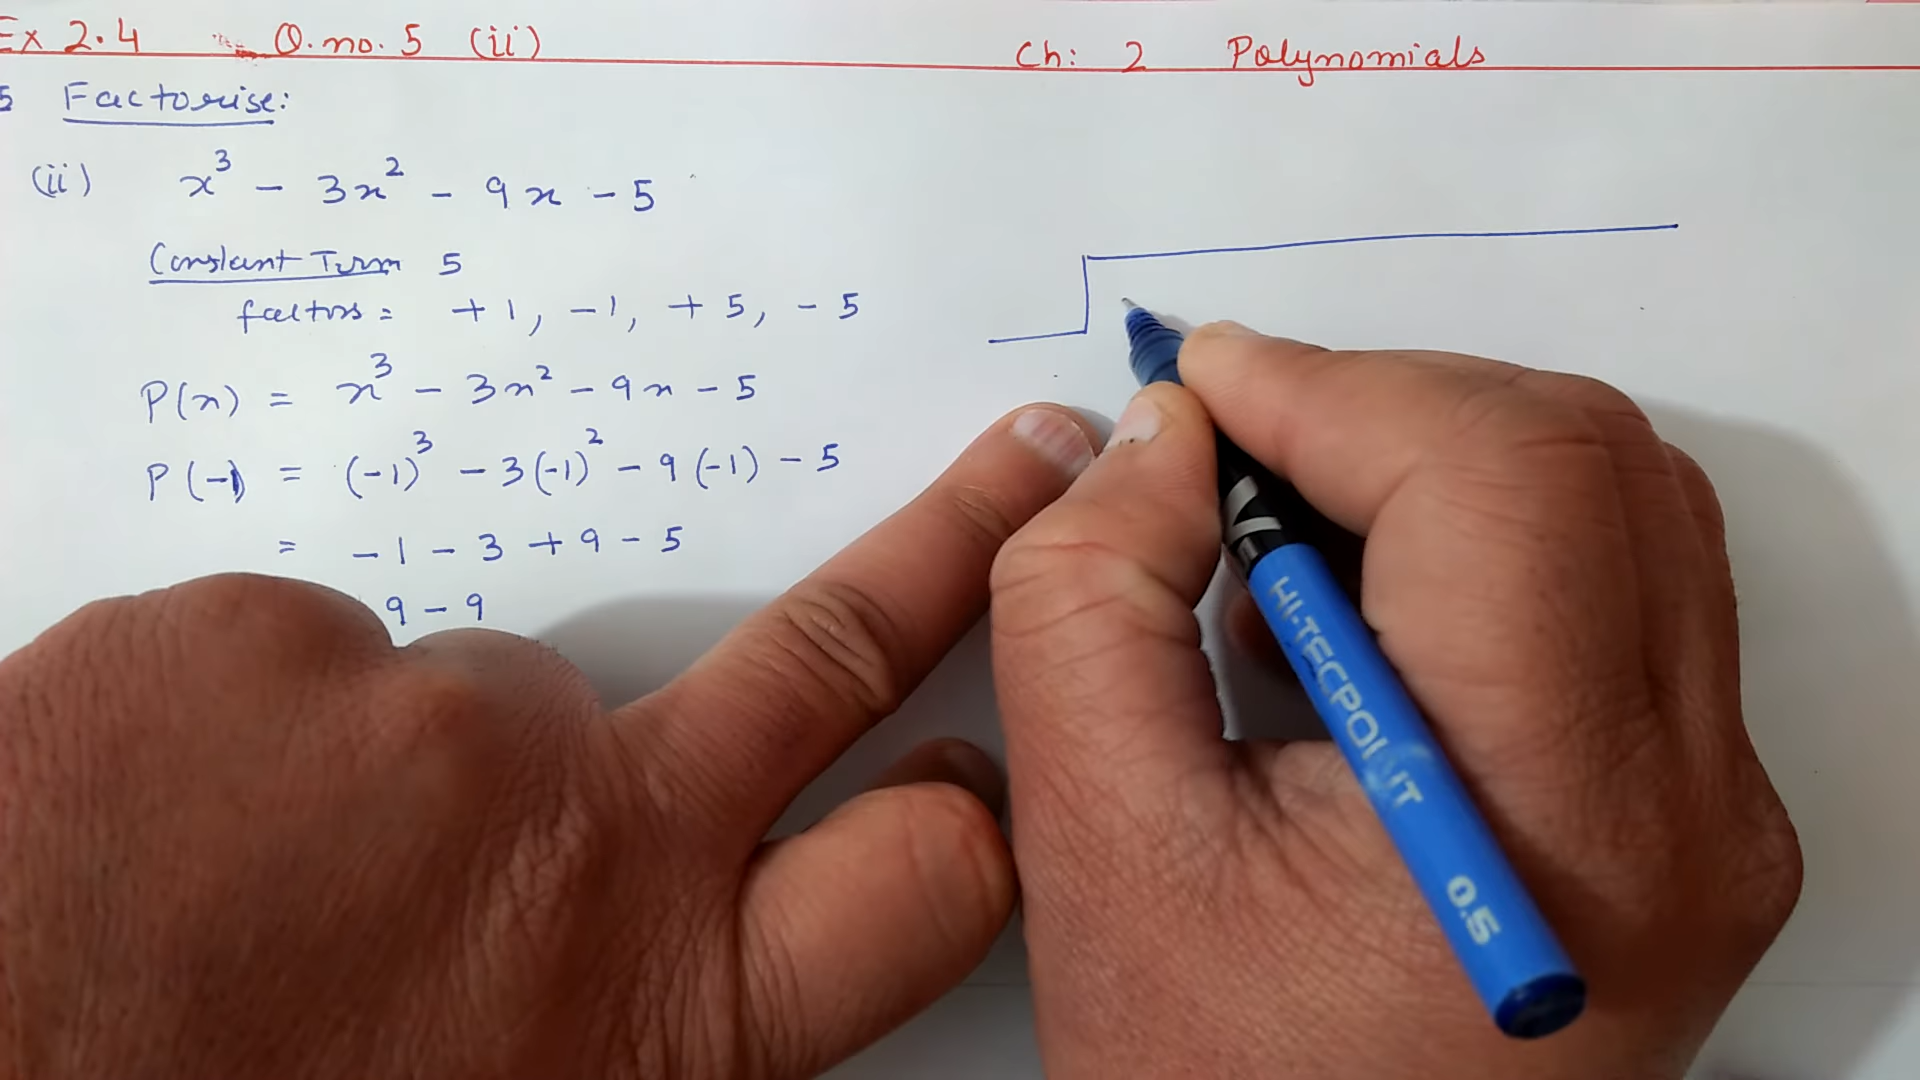 Ex 2.4 Q.no.5 (ii) Ch: 2 Polynomials
5 Factorise:
(ii) x³ - 3x² - 9x - 5
Constant Term 5
factors = +1, -1, +5, -5
P(x) = x³ - 3x² - 9x - 5
P(-1) = (-1)³ - 3(-1)² - 9(-1) - 5
= -1 - 3 + 9 - 5
9 - 9
HI-TECPOINT 0.5